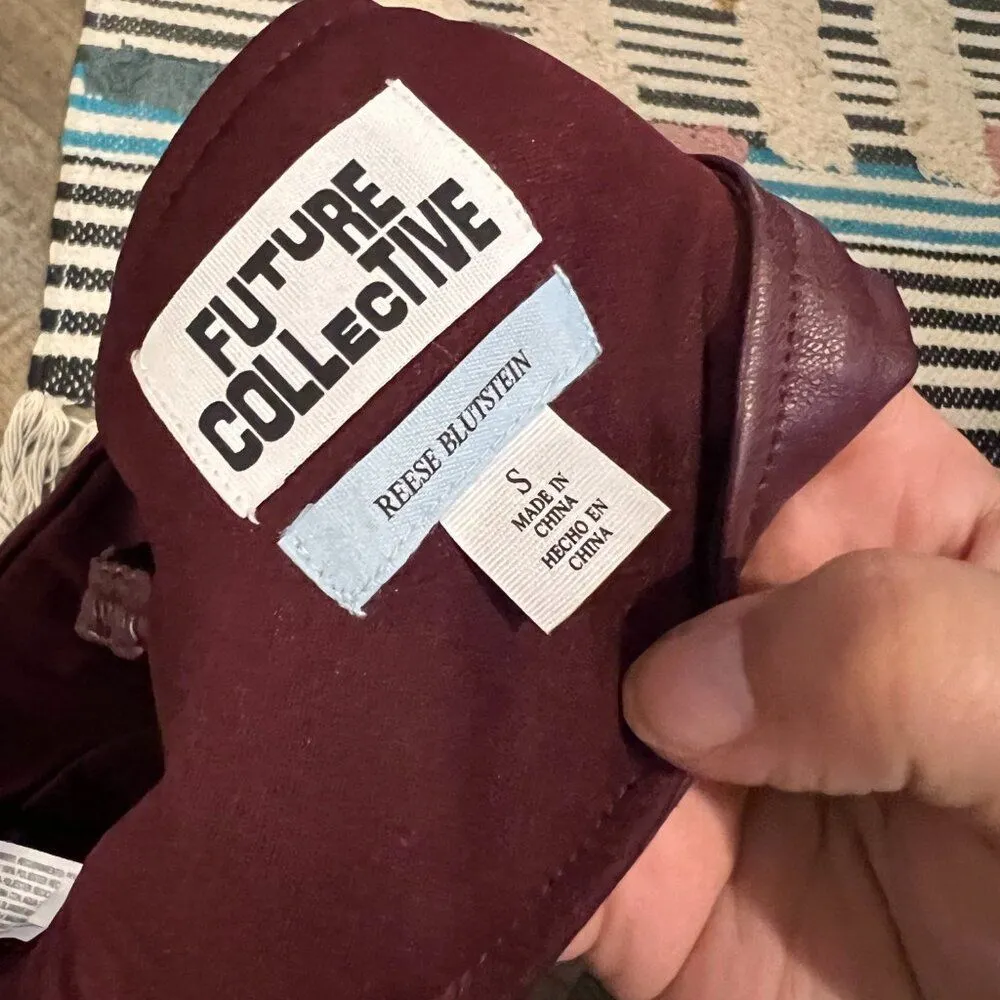 FUTURE
COLLECTIVE
REESE BLUTSTEIN
S
MADE IN
CHINA
HECHO EN
CHINA